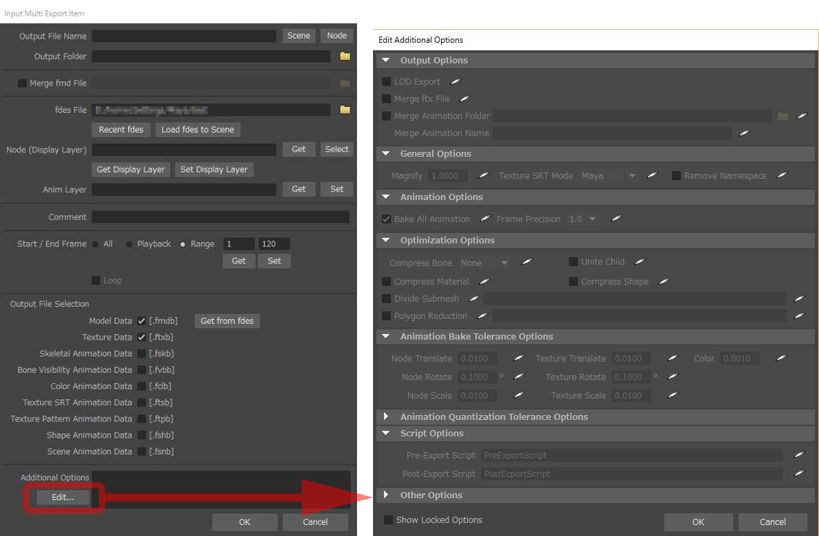 Input Multi Export Item
Output File Name Scene Node
Output Folder
Merge fmd File
fdes File
Recent fdes Load fdes to Scene
Node (Display Layer) Get Select
Get Display Layer Set Display Layer
Anim Layer Get Set
Comment
Start / End Frame All Playback Range 1 120
Get Set
Loop
Output File Selection
Model Data [.fmdb] Get from fdes
Texture Data [.ftxb]
Skeletal Animation Data [.fskb]
Bone Visibility Animation Data [.fvbb]
Color Animation Data [.fclb]
Texture SRT Animation Data [.ftsb]
Texture Pattern Animation Data [.ftpb]
Shape Animation Data [.fshb]
Scene Animation Data [.fsnb]
Additional Options
Edit...
OK Cancel
Edit Additional Options
Output Options
LOD Export
Merge ftx File
Merge Animation Folder
Merge Animation Name
General Options
Magnify 1.0000 Texture SRT Mode Maya Remove Namespace
Animation Options
Bake All Animation Frame Precision 1.0
Optimization Options
Compress Bone None Unite Child
Compress Material Compress Shape
Divide Submesh
Polygon Reduction
Animation Bake Tolerance Options
Node Translate 0.0100 Texture Translate 0.0100 Color 0.0010
Node Rotate 0.1000 ° Texture Rotate 0.1000 °
Node Scale 0.0100 Texture Scale 0.0100
Animation Quantization Tolerance Options
Script Options
Pre-Export Script PreExportScript
Post-Export Script PostEcportScript
Other Options
Show Locked Options OK Cancel